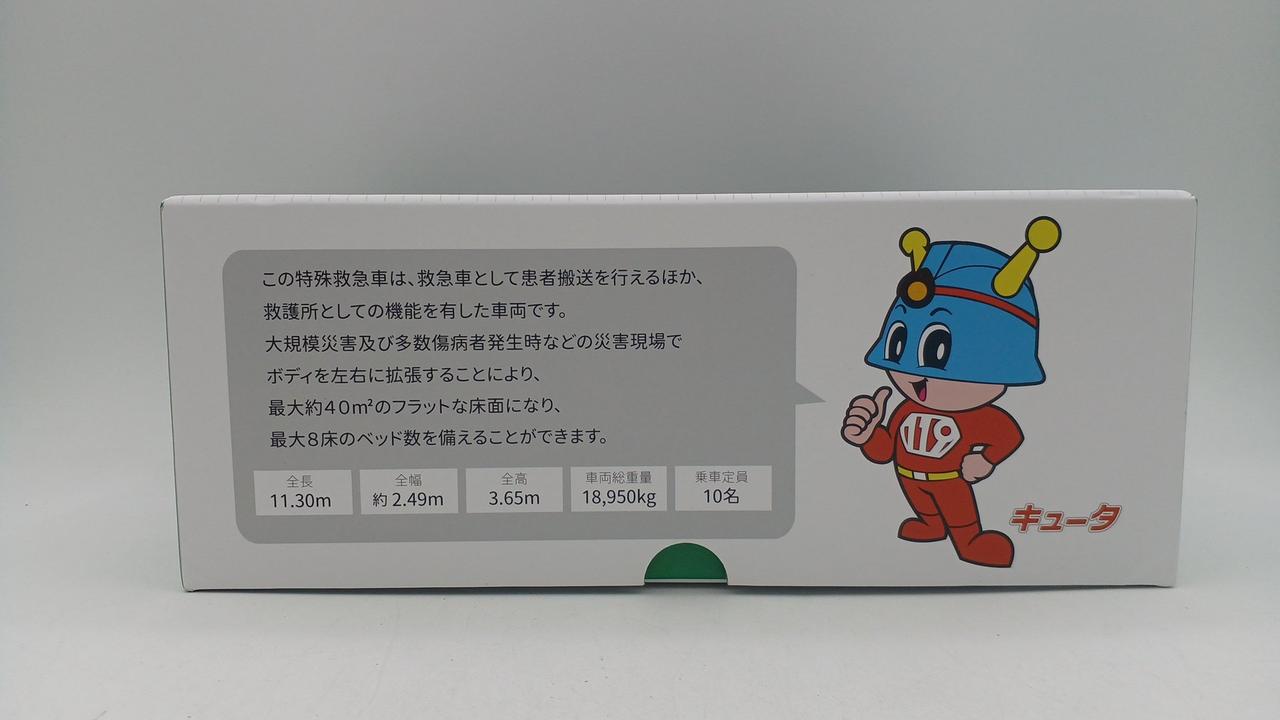 この特殊救急車は、救急車として患者搬送を行えるほか、
救護所としての機能を有した車両です。
大規模災害及び多数傷病者発生時などの災害現場で
ボディを左右に拡張することにより、
最大約40㎡のフラットな床面になり、
最大8床のベッド数を備えることができます。
全長
11.30m
全幅
約 2.49m
全高
3.65m
車両総重量
18,950kg
乗車定員
10名
119
キュータ